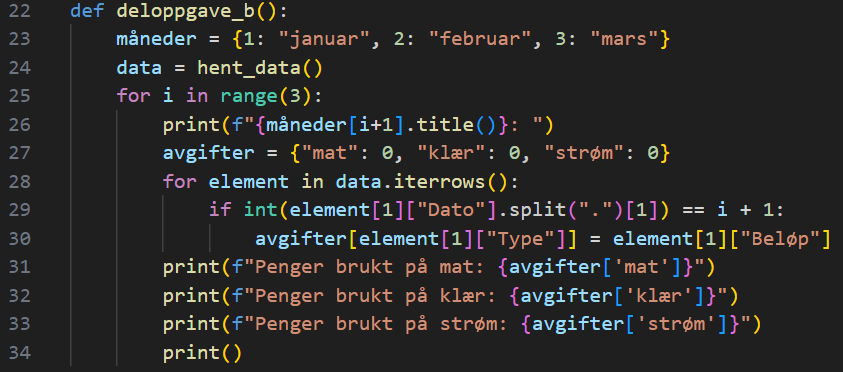 22 def deloppgave_b():
23     måneder = {1: "januar", 2: "februar", 3: "mars"}
24     data = hent_data()
25     for i in range(3):
26         print(f"{måneder[i+1].title()}: ")
27         avgifter = {"mat": 0, "klær": 0, "strøm": 0}
28         for element in data.iterrows():
29             if int(element[1]["Dato"].split(".")[1]) == i + 1:
30                 avgifter[element[1]["Type"]] = element[1]["Beløp"]
31         print(f"Penger brukt på mat: {avgifter['mat']}")
32         print(f"Penger brukt på klær: {avgifter['klær']}")
33         print(f"Penger brukt på strøm: {avgifter['strøm']}")
34         print()